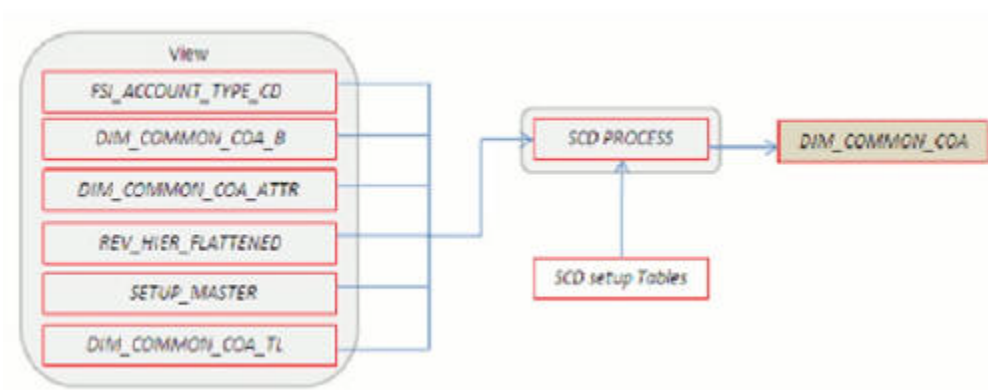 View
FSI_ACCOUNT_TYPE_CD
DIM_COMMON_COA_B
DIM_COMMON_COA_ATTR
REV_HIER_FLATTENED
SETUP_MASTER
DIM_COMMON_COA_TL
SCD PROCESS
SCD setup Tables
DIM_COMMON_COA